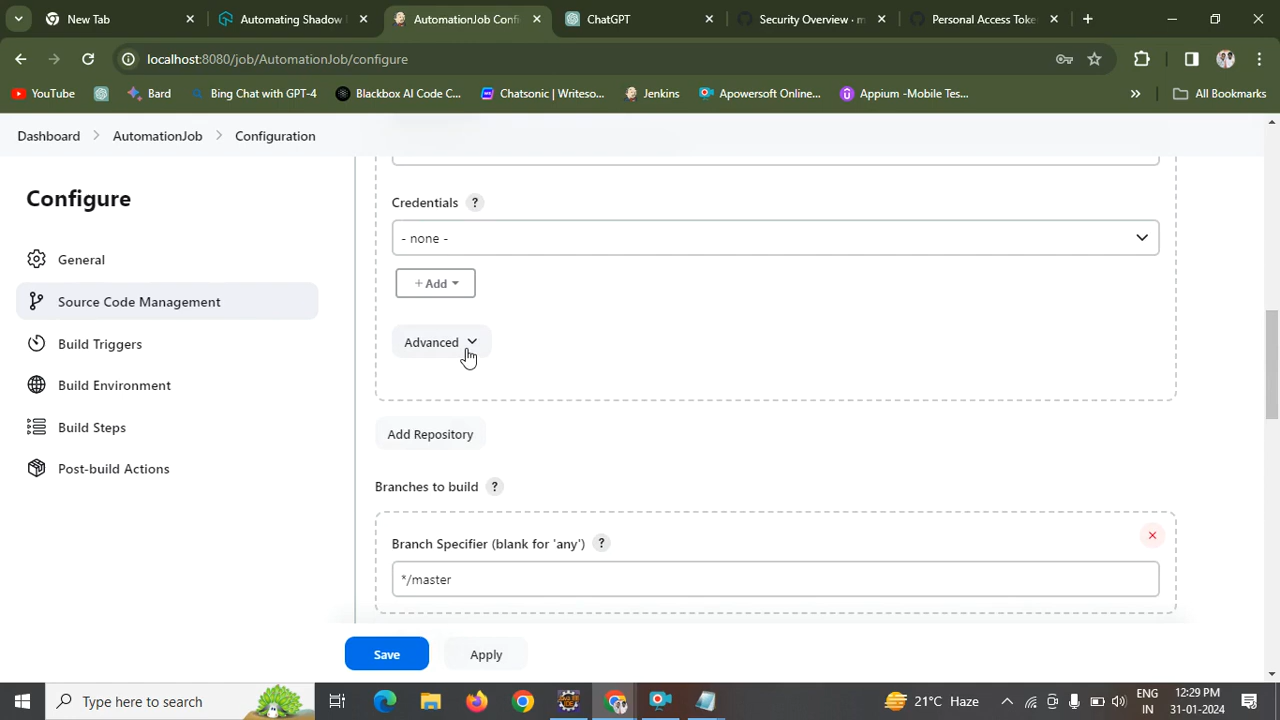 New Tab
Automating Shadow
AutomationJob Confi
ChatGPT
Security Overview - m
Personal Access Toke
localhost:8080/job/AutomationJob/configure
YouTube
Bard
Bing Chat with GPT-4
Blackbox AI Code C...
Chatsonic | Writeso...
Jenkins
Apowersoft Online...
Appium -Mobile Tes...
All Bookmarks
Dashboard
AutomationJob
Configuration
Configure
General
Source Code Management
Build Triggers
Build Environment
Build Steps
Post-build Actions
Credentials ?
- none -
+ Add
Advanced
Add Repository
Branches to build ?
Branch Specifier (blank for 'any') ?
*/master
Save
Apply
Type here to search
21°C Haze
ENG
IN
12:29 PM
31-01-2024